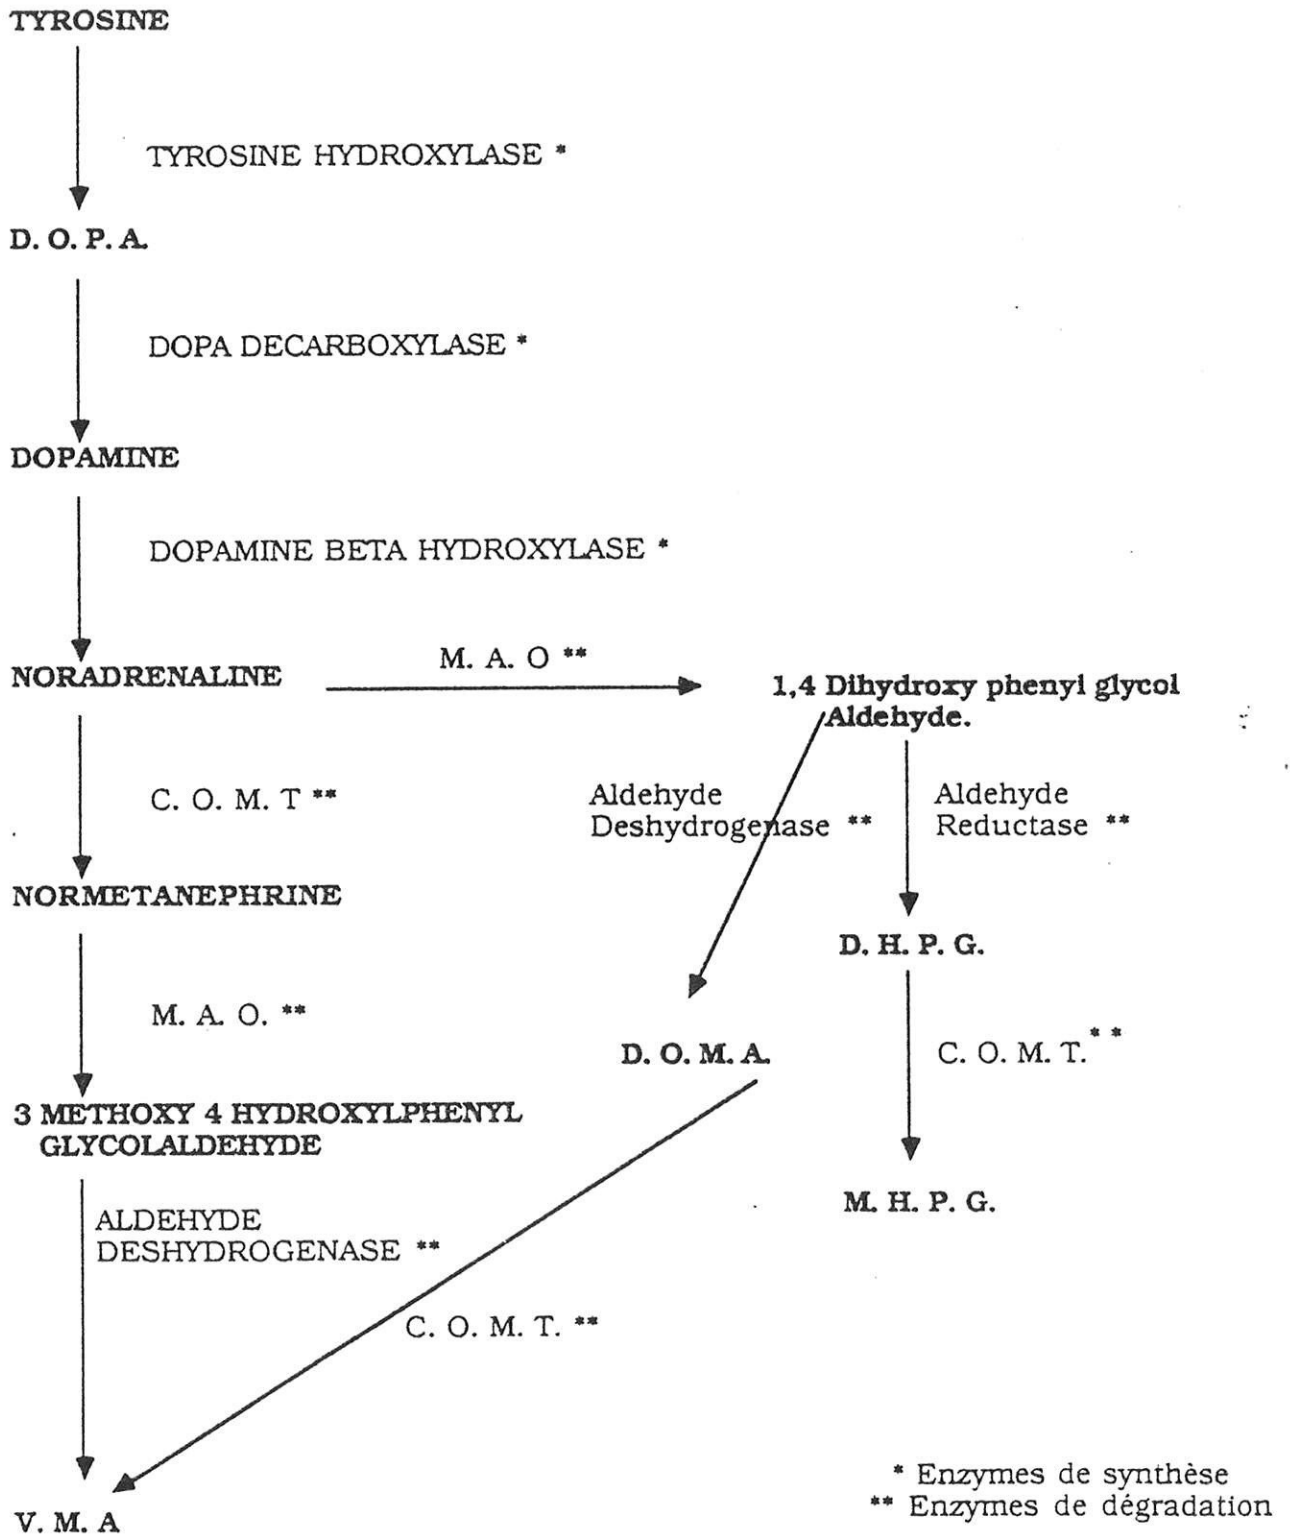 TYROSINE
TYROSINE HYDROXYLASE *
D. O. P. A.
DOPA DECARBOXYLASE *
DOPAMINE
DOPAMINE BETA HYDROXYLASE *
NORADRENALINE
M. A. O **
1,4 Dihydroxy phenyl glycol
Aldehyde.
C. O. M. T **
Aldehyde
Deshydrogenase **
Aldehyde
Reductase **
NORMETANEPHRINE
D. H. P. G.
M. A. O. **
D. O. M. A.
C. O. M. T. **
3 METHOXY 4 HYDROXYLPHENYL
GLYCOLALDEHYDE
M. H. P. G.
ALDEHYDE
DESHYDROGENASE **
C. O. M. T. **
V. M. A
* Enzymes de synthèse
** Enzymes de dégradation